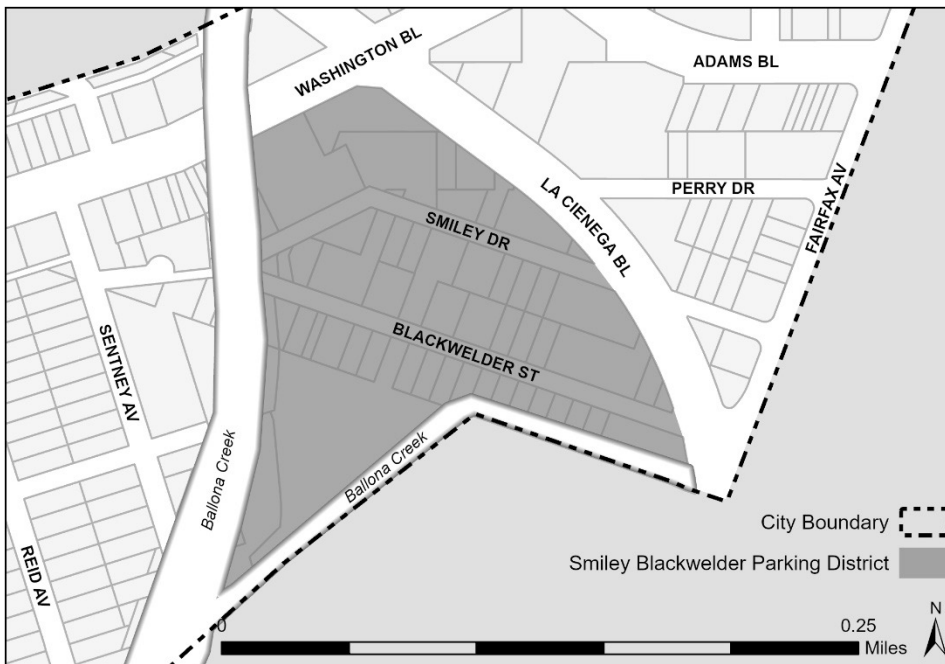 WASHINGTON BL
ADAMS BL
PERRY DR
FAIRFAX AV
LA CIENEGA BL
SMILEY DR
BLACKWELDER ST
SENTNEY AV
REID AV
Ballona Creek
Ballona Creek
City Boundary
Smiley Blackwelder Parking District
0
0.25
Miles
N